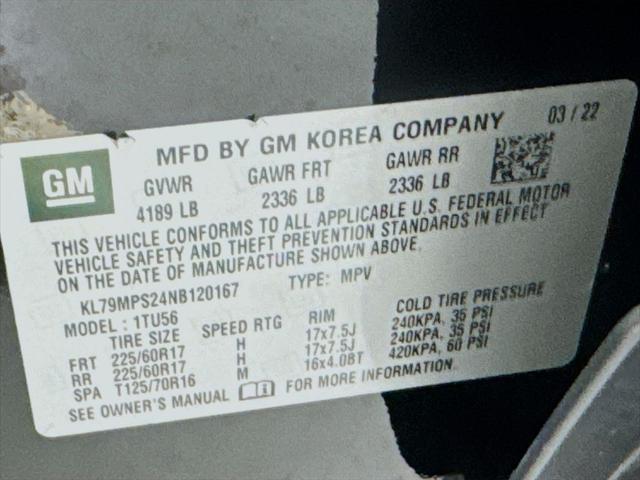 GM
MFD BY GM KOREA COMPANY 03 / 22
GVWR GAWR FRT GAWR RR
4189 LB 2336 LB 2336 LB
THIS VEHICLE CONFORMS TO ALL APPLICABLE U.S. FEDERAL MOTOR
VEHICLE SAFETY AND THEFT PREVENTION STANDARDS IN EFFECT
ON THE DATE OF MANUFACTURE SHOWN ABOVE.
KL79MPS24NB120167 TYPE: MPV
MODEL : 1TU56
TIRE SIZE SPEED RTG RIM COLD TIRE PRESSURE
FRT 225/60R17 H 17x7.5J 240KPA, 35 PSI
RR 225/60R17 H 17x7.5J 240KPA, 35 PSI
SPA T125/70R16 M 16x4.0BT 420KPA, 60 PSI
SEE OWNER'S MANUAL FOR MORE INFORMATION